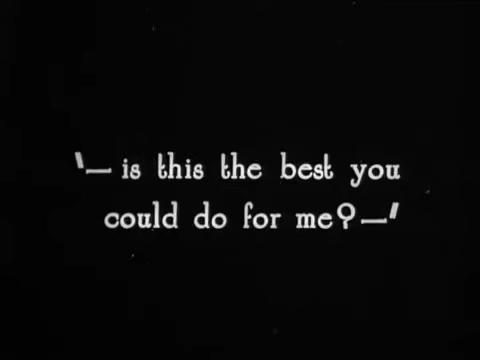 '— is this the best you
could do for me?—'